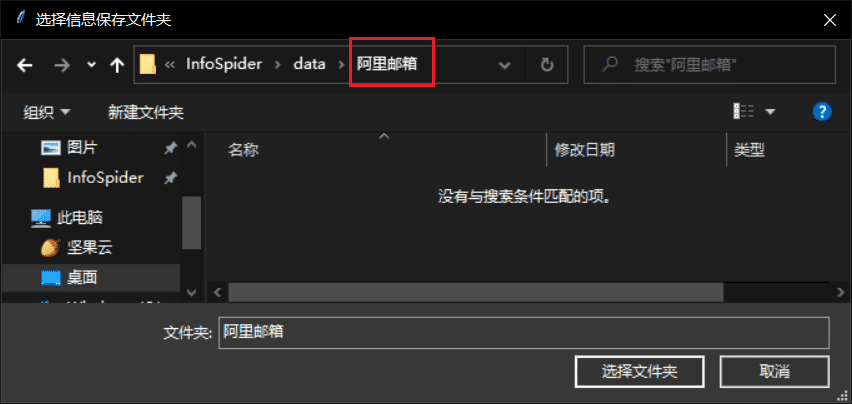 选择信息保存文件夹
« InfoSpider › data › 阿里邮箱
搜索"阿里邮箱"
组织
新建文件夹
图片
InfoSpider
此电脑
坚果云
桌面
名称
修改日期
类型
没有与搜索条件匹配的项。
文件夹:
阿里邮箱
选择文件夹
取消